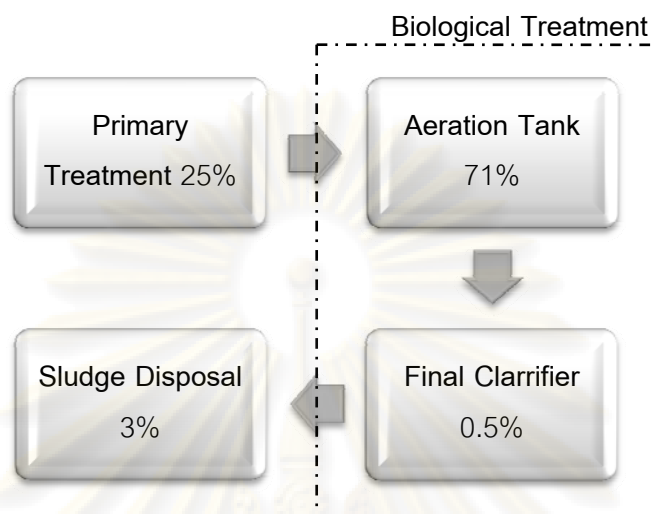 Biological Treatment
Primary
Treatment 25%
Aeration Tank
71%
Sludge Disposal
3%
Final Clarrifier
0.5%